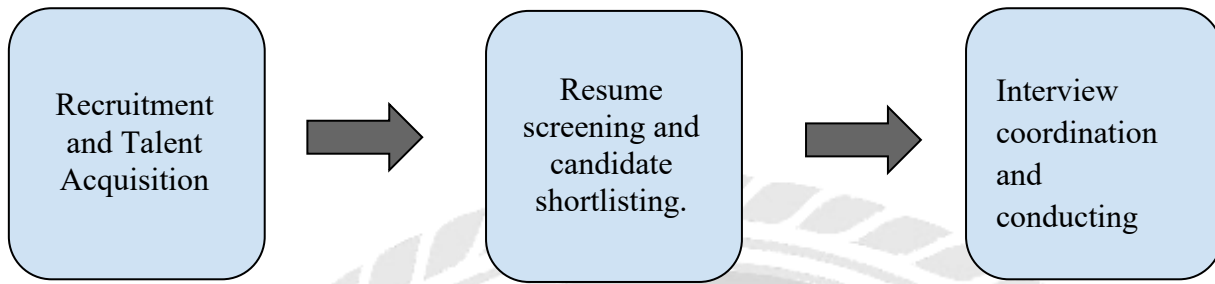 Recruitment
and Talent
Acquisition
Resume
screening and
candidate
shortlisting.
Interview
coordination
and
conducting